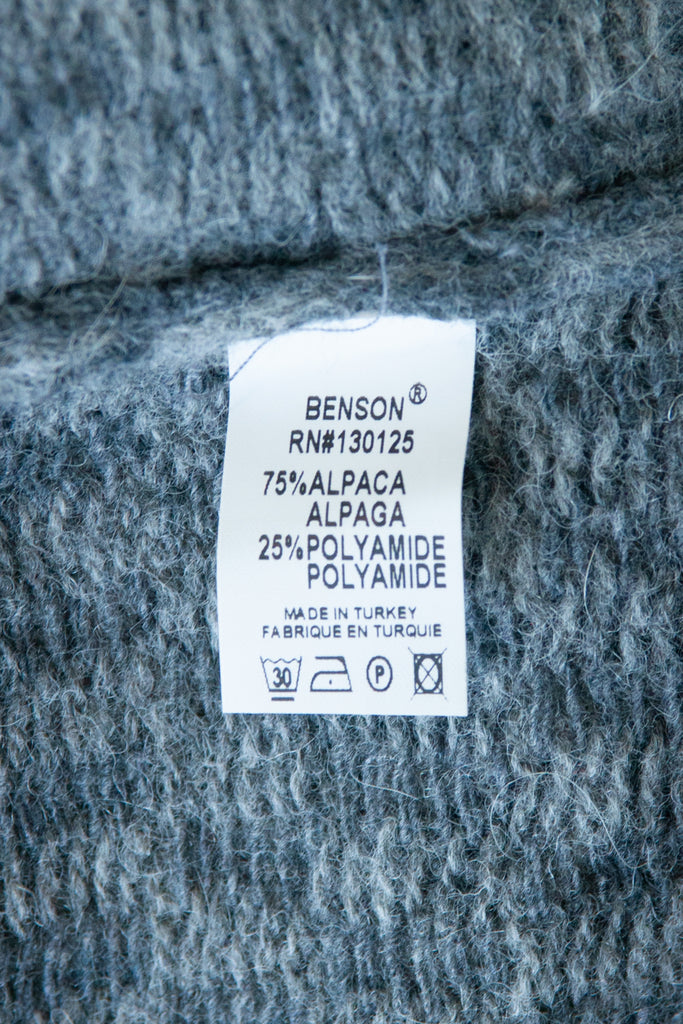 BENSON®
RN#130125
75%ALPACA
ALPAGA
25%POLYAMIDE
POLYAMIDE
MADE IN TURKEY
FABRIQUE EN TURQUIE
30 P